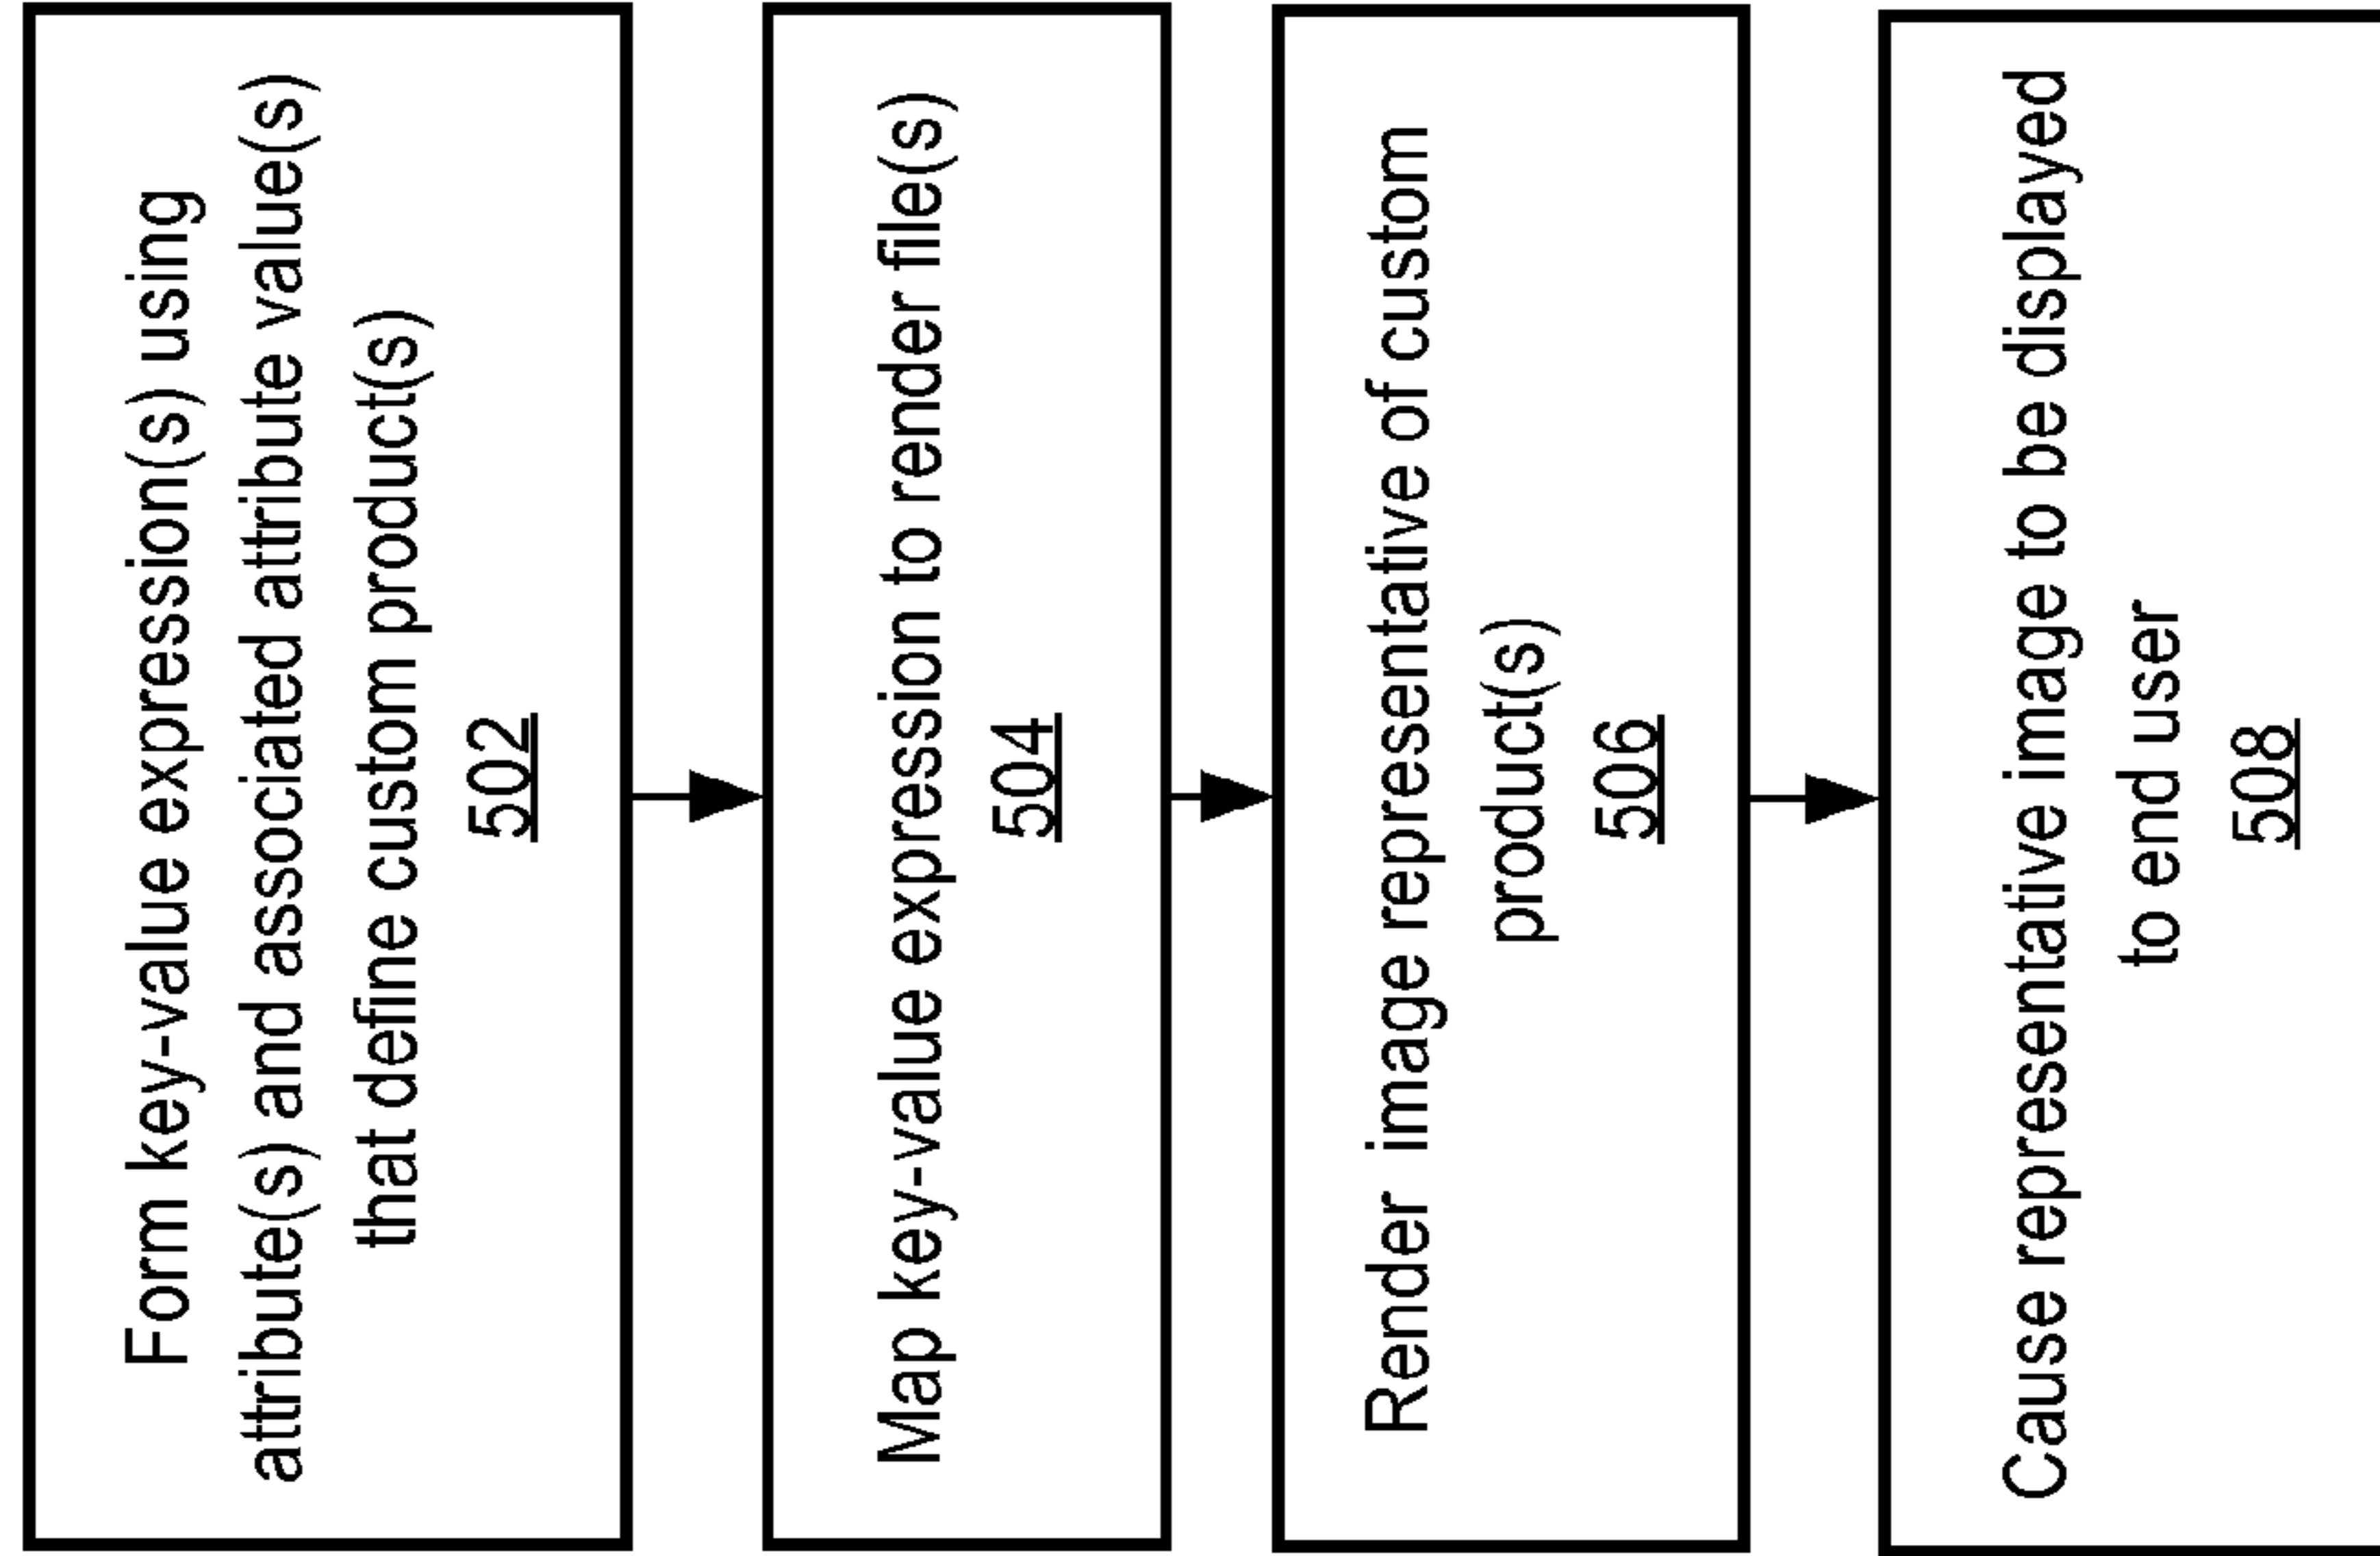 Form key-value expression(s) using
attribute(s) and associated attribute value(s)
that define custom product(s)
502
Map key-value expression to render file(s)
504
Render image representative of custom
product(s)
506
Cause representative image to be displayed
to end user
508